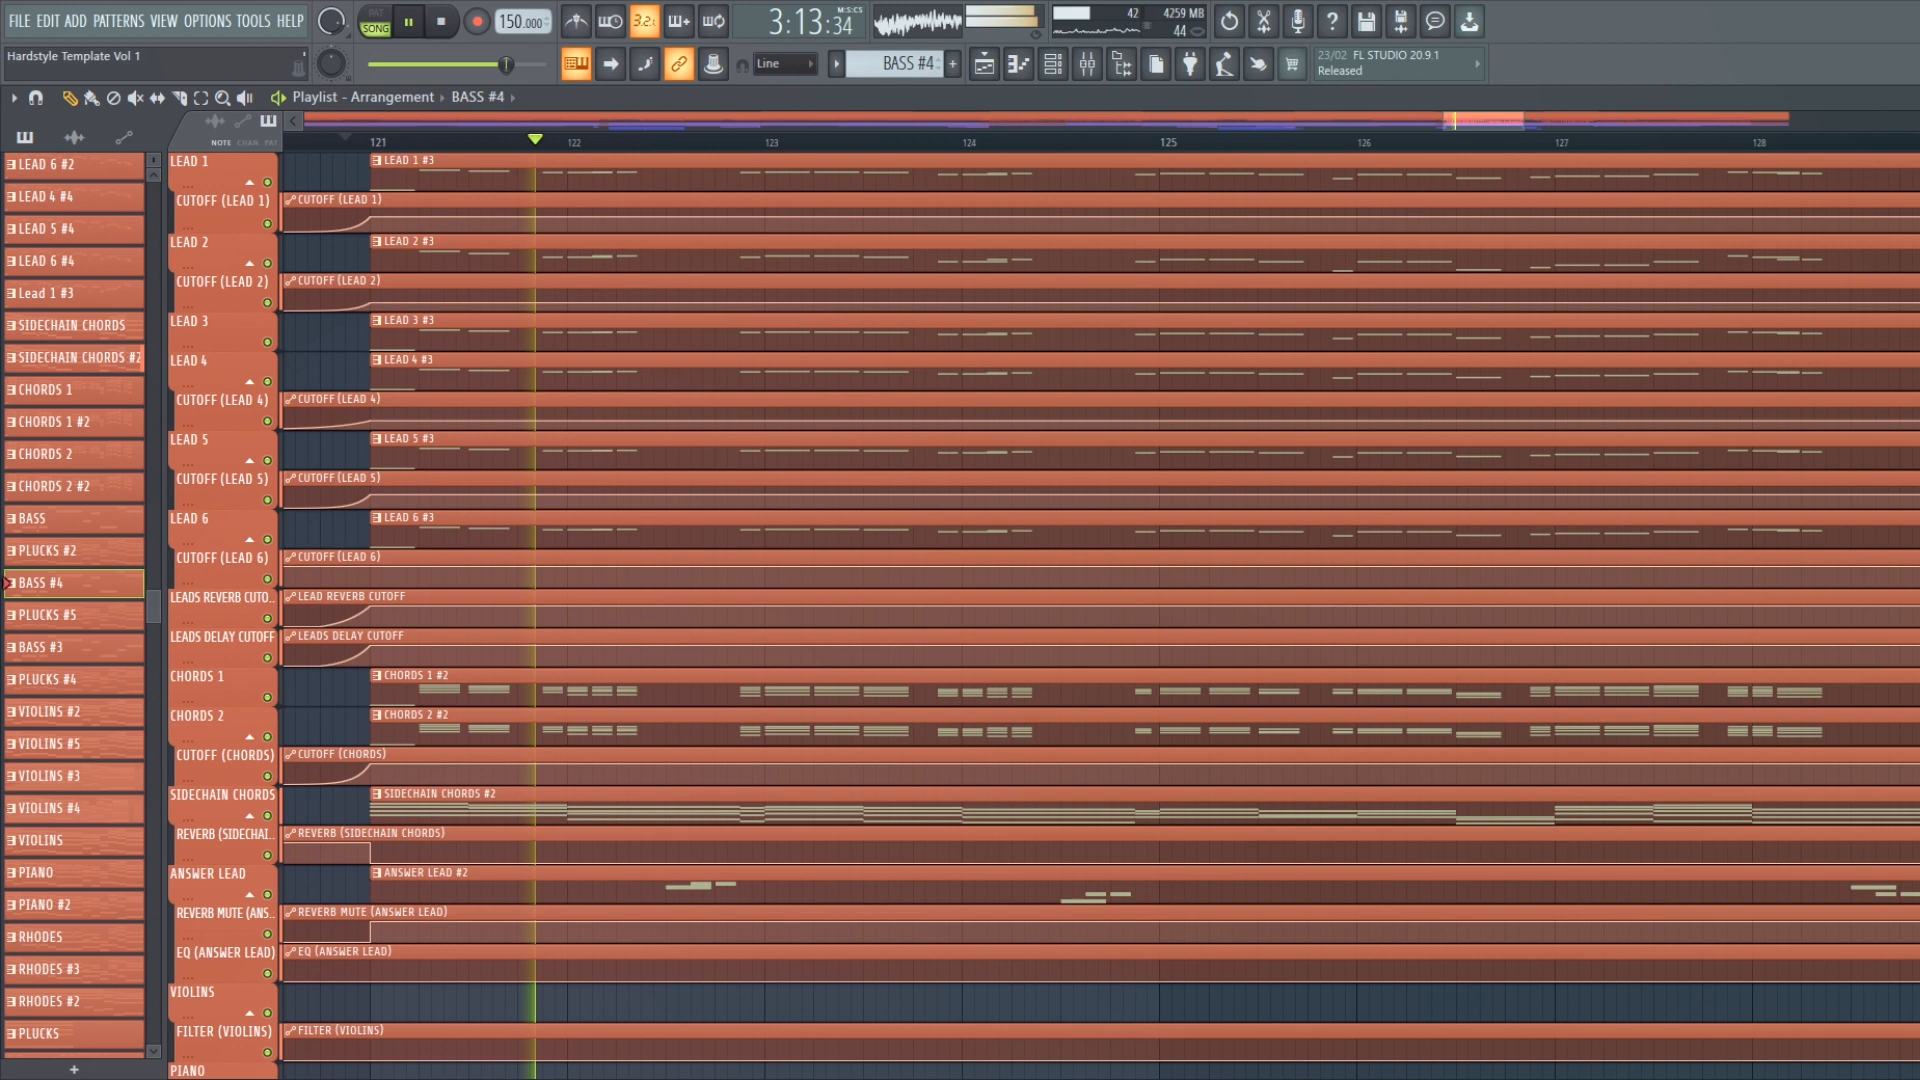 FILE EDIT ADD PATTERNS VIEW OPTIONS TOOLS HELP
PAT
SONG
150.000
3.2.
3:13:34
M:S:CS
42
4259 MB
44
Hardstyle Template Vol 1
Line
BASS #4
23/02 FL STUDIO 20.9.1
Released
Playlist - Arrangement BASS #4
NOTE CHAN PAT
121
122
123
124
125
126
127
128
LEAD 6 #2
LEAD 4 #4
LEAD 5 #4
LEAD 6 #4
Lead 1 #3
SIDECHAIN CHORDS
SIDECHAIN CHORDS #2
CHORDS 1
CHORDS 1 #2
CHORDS 2
CHORDS 2 #2
BASS
PLUCKS #2
BASS #4
PLUCKS #5
BASS #3
PLUCKS #4
VIOLINS #2
VIOLINS #5
VIOLINS #3
VIOLINS #4
VIOLINS
PIANO
PIANO #2
RHODES
RHODES #3
RHODES #2
PLUCKS
+
LEAD 1
LEAD 1 #3
CUTOFF (LEAD 1)
CUTOFF (LEAD 1)
LEAD 2
LEAD 2 #3
CUTOFF (LEAD 2)
CUTOFF (LEAD 2)
LEAD 3
LEAD 3 #3
LEAD 4
LEAD 4 #3
CUTOFF (LEAD 4)
CUTOFF (LEAD 4)
LEAD 5
LEAD 5 #3
CUTOFF (LEAD 5)
CUTOFF (LEAD 5)
LEAD 6
LEAD 6 #3
CUTOFF (LEAD 6)
CUTOFF (LEAD 6)
LEADS REVERB CUTO..
LEAD REVERB CUTOFF
LEADS DELAY CUTOFF
LEADS DELAY CUTOFF
CHORDS 1
CHORDS 1 #2
CHORDS 2
CHORDS 2 #2
CUTOFF (CHORDS)
CUTOFF (CHORDS)
SIDECHAIN CHORDS
SIDECHAIN CHORDS #2
REVERB (SIDECHAI..
REVERB (SIDECHAIN CHORDS)
ANSWER LEAD
ANSWER LEAD #2
REVERB MUTE (ANS..
REVERB MUTE (ANSWER LEAD)
EQ (ANSWER LEAD)
EQ (ANSWER LEAD)
VIOLINS
FILTER (VIOLINS)
FILTER (VIOLINS)
PIANO